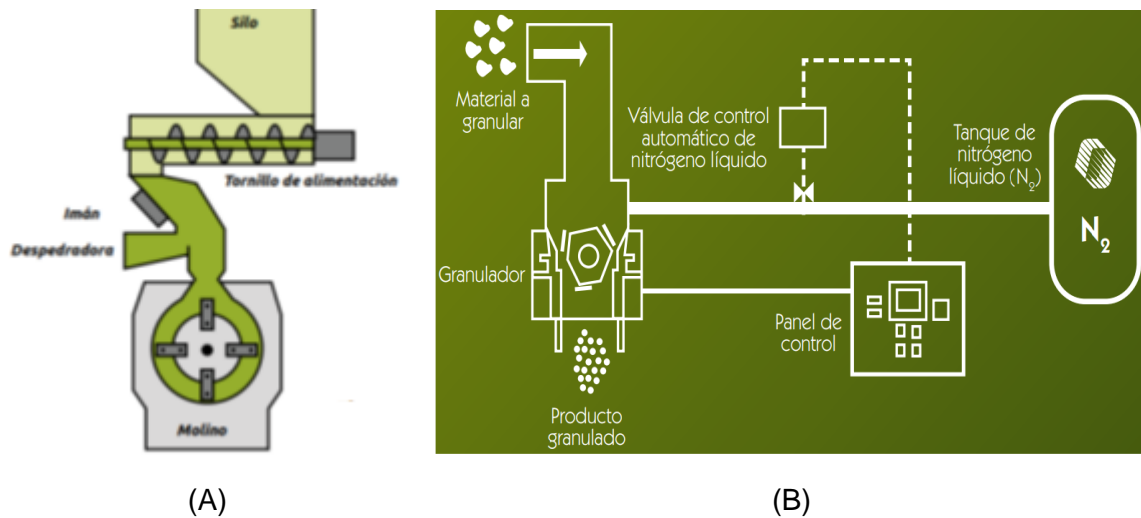 Silo
Tornillo de alimentación
Imán
Despedradora
Molino
(A)
Material a
granular
Válvula de control
automático de
nitrógeno líquido
Tanque de
nitrógeno
líquido (N₂)
N₂
Granulador
Panel de
control
Producto
granulado
(B)